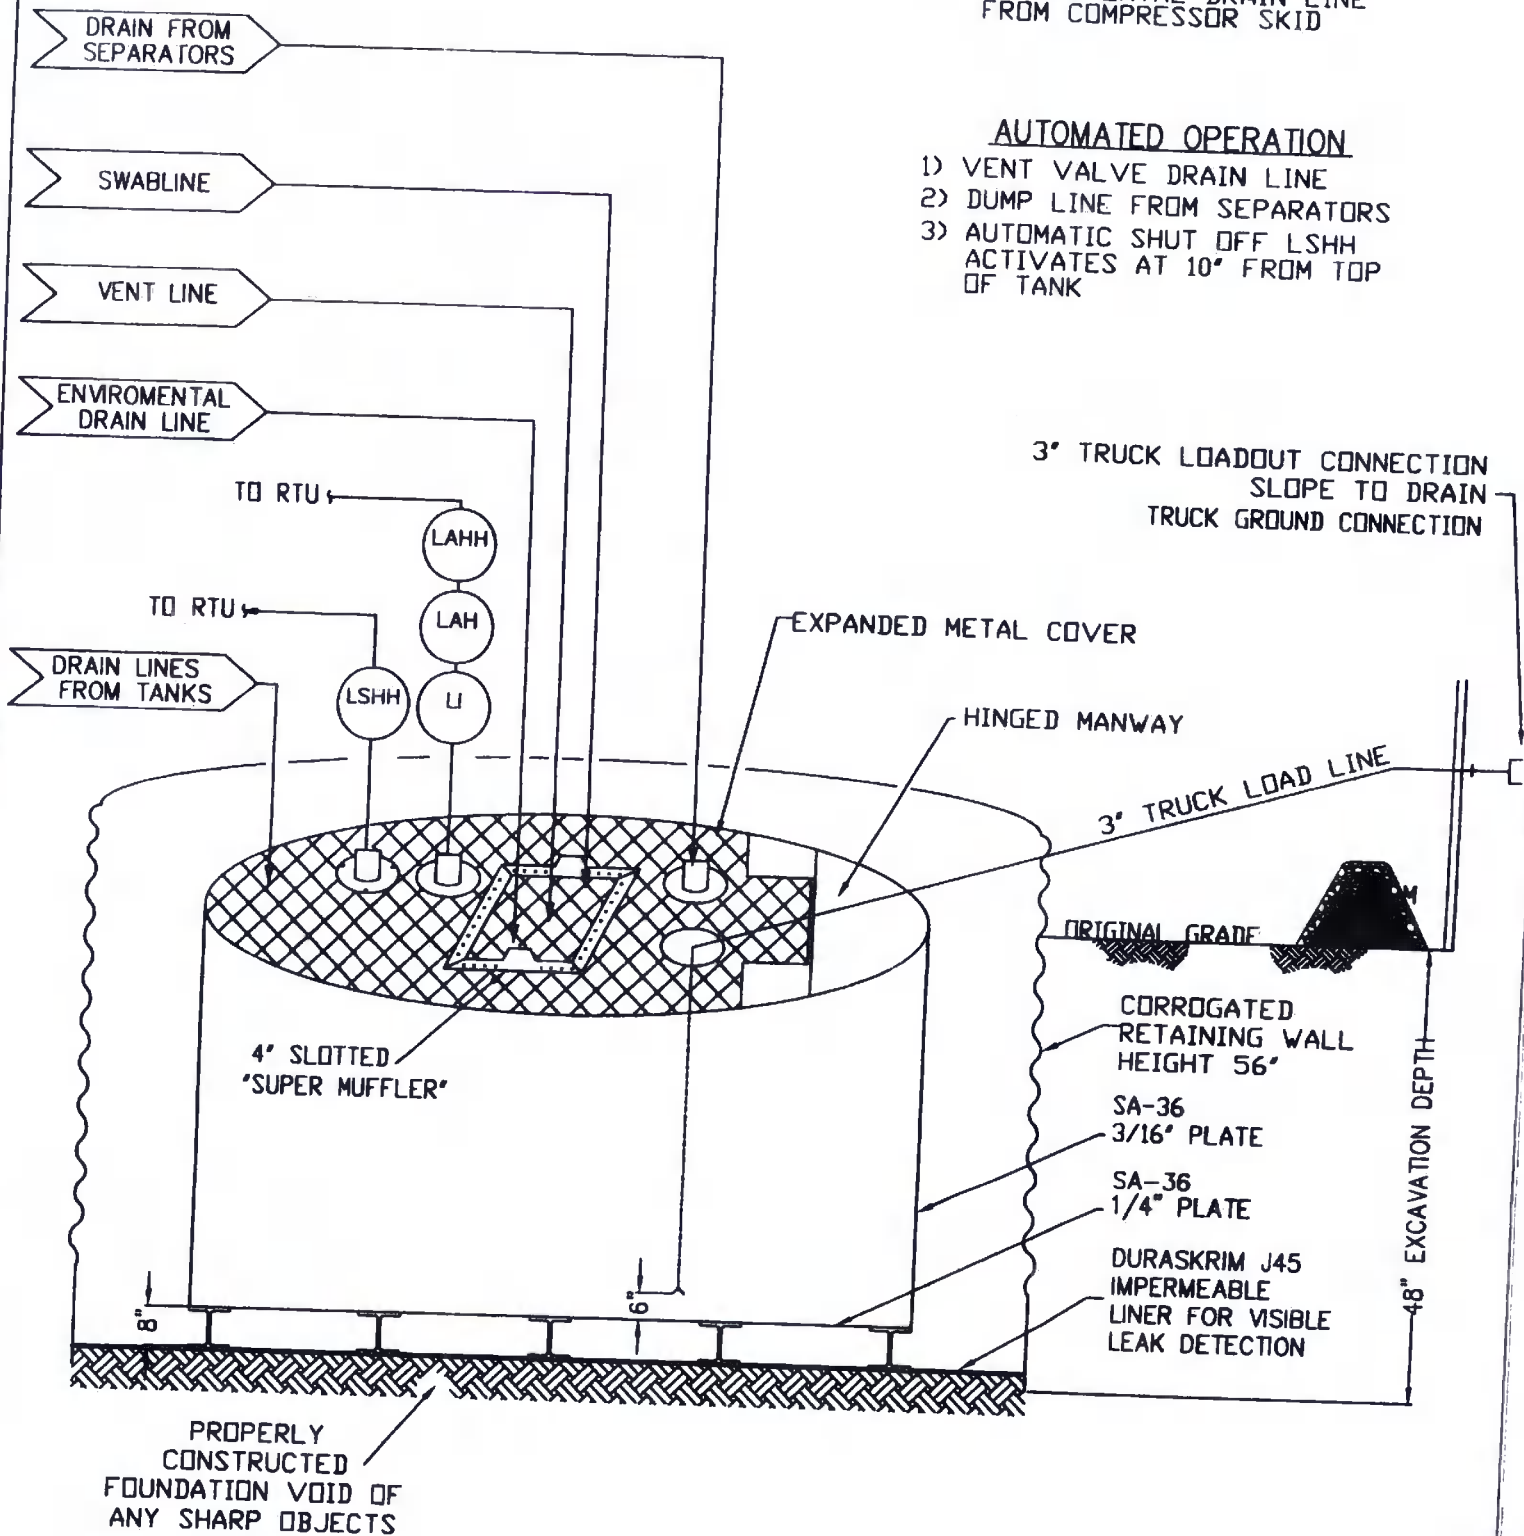 FROM COMPRESSOR SKID
DRAIN FROM
SEPARATORS
SWABLINE
VENT LINE
ENVIROMENTAL
DRAIN LINE
TO RTU
LAHH
LAH
LI
TO RTU
LSHH
DRAIN LINES
FROM TANKS
AUTOMATED OPERATION
1) VENT VALVE DRAIN LINE
2) DUMP LINE FROM SEPARATORS
3) AUTOMATIC SHUT OFF LSHH
ACTIVATES AT 10" FROM TOP
OF TANK
3" TRUCK LOADOUT CONNECTION
SLOPE TO DRAIN
TRUCK GROUND CONNECTION
EXPANDED METAL COVER
HINGED MANWAY
3" TRUCK LOAD LINE
ORIGINAL GRADE
4" SLOTTED
"SUPER MUFFLER"
CORROGATED
RETAINING WALL
HEIGHT 56"
SA-36
3/16" PLATE
SA-36
1/4" PLATE
DURASKRIM J45
IMPERMEABLE
LINER FOR VISIBLE
LEAK DETECTION
48" EXCAVATION DEPTH
8"
6"
PROPERLY
CONSTRUCTED
FOUNDATION VOID OF
ANY SHARP OBJECTS